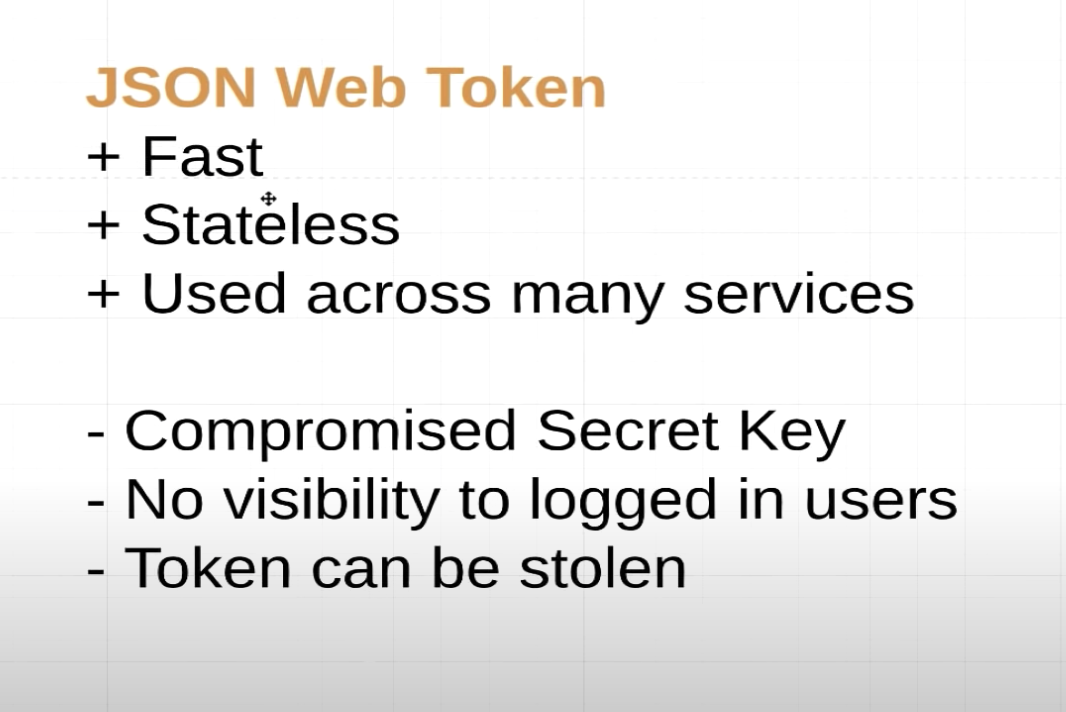 JSON Web Token
+ Fast
+ Stateless
+ Used across many services
- Compromised Secret Key
- No visibility to logged in users
- Token can be stolen